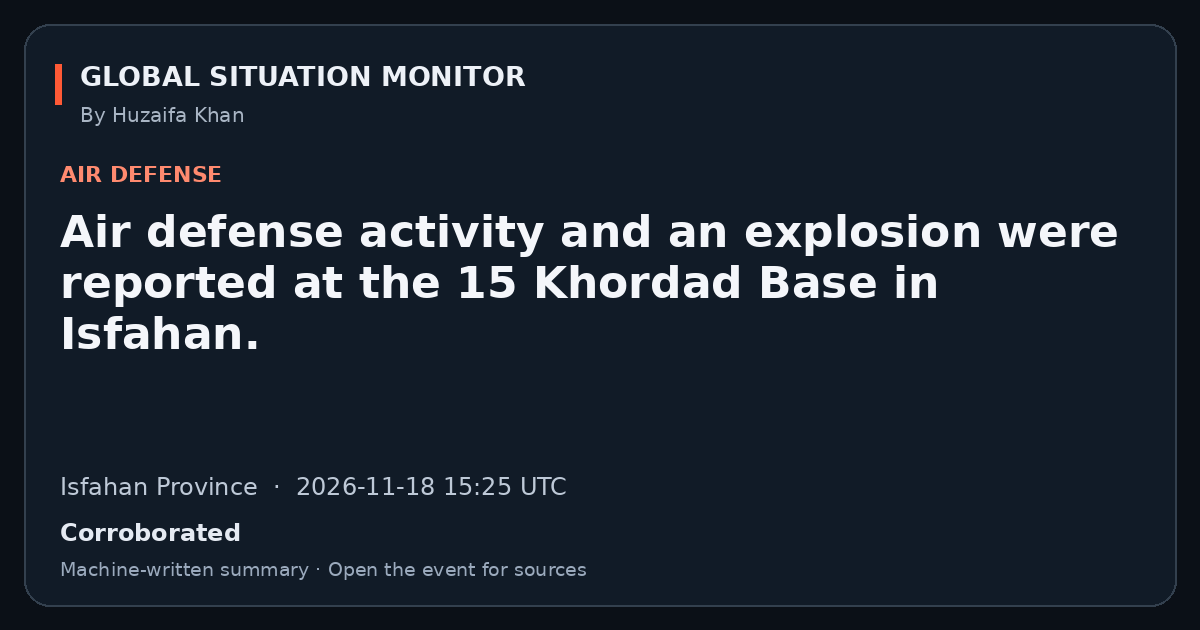 GLOBAL SITUATION MONITOR
By Huzaifa Khan
AIR DEFENSE
Air defense activity and an explosion were
reported at the 15 Khordad Base in
Isfahan.
Isfahan Province · 2026-11-18 15:25 UTC
Corroborated
Machine-written summary · Open the event for sources